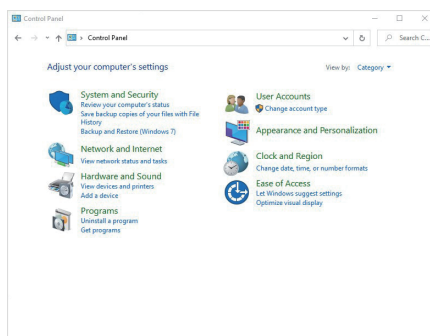 Control Panel
Control Panel
Search C...
Adjust your computer's settings
View by: Category
System and Security
Review your computer's status
Save backup copies of your files with File
History
Backup and Restore (Windows 7)
Network and Internet
View network status and tasks
Hardware and Sound
View devices and printers
Add a device
Programs
Uninstall a program
Get programs
User Accounts
Change account type
Appearance and Personalization
Clock and Region
Change date, time, or number formats
Ease of Access
Let Windows suggest settings
Optimize visual display